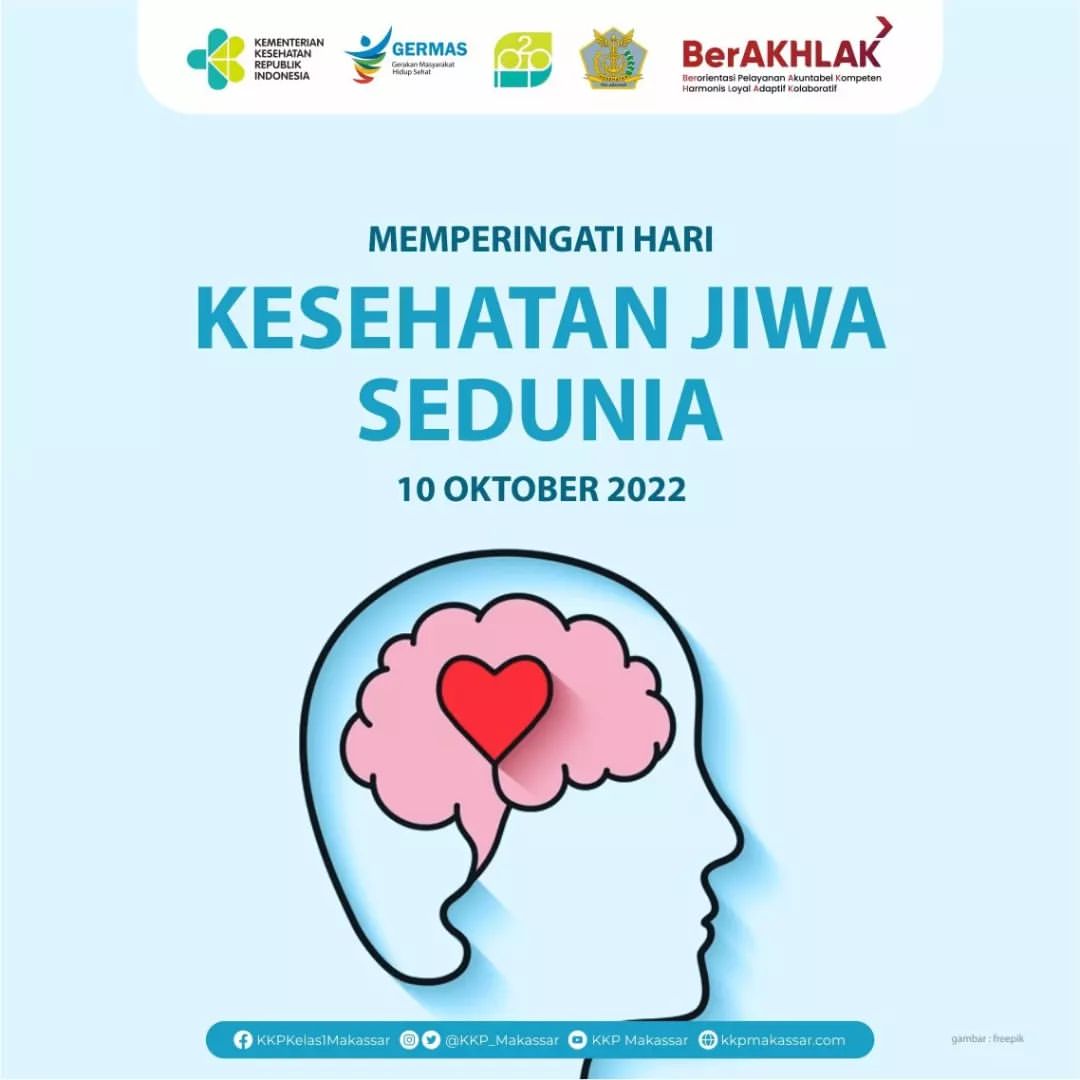 KEMENTERIAN
KESEHATAN
REPUBLIK
INDONESIA
GERMAS
Gerakan Masyarakat
Hidup Sehat
BerAKHLAK
Berorientasi Pelayanan Akuntabel Kompeten
Harmonis Loyal Adaptif Kolaboratif
MEMPERINGATI HARI
KESEHATAN JIWA
SEDUNIA
10 OKTOBER 2022
KKPKelas1Makassar @KKP_Makassar KKP Makassar kkpmakassar.com
gambar : freepik